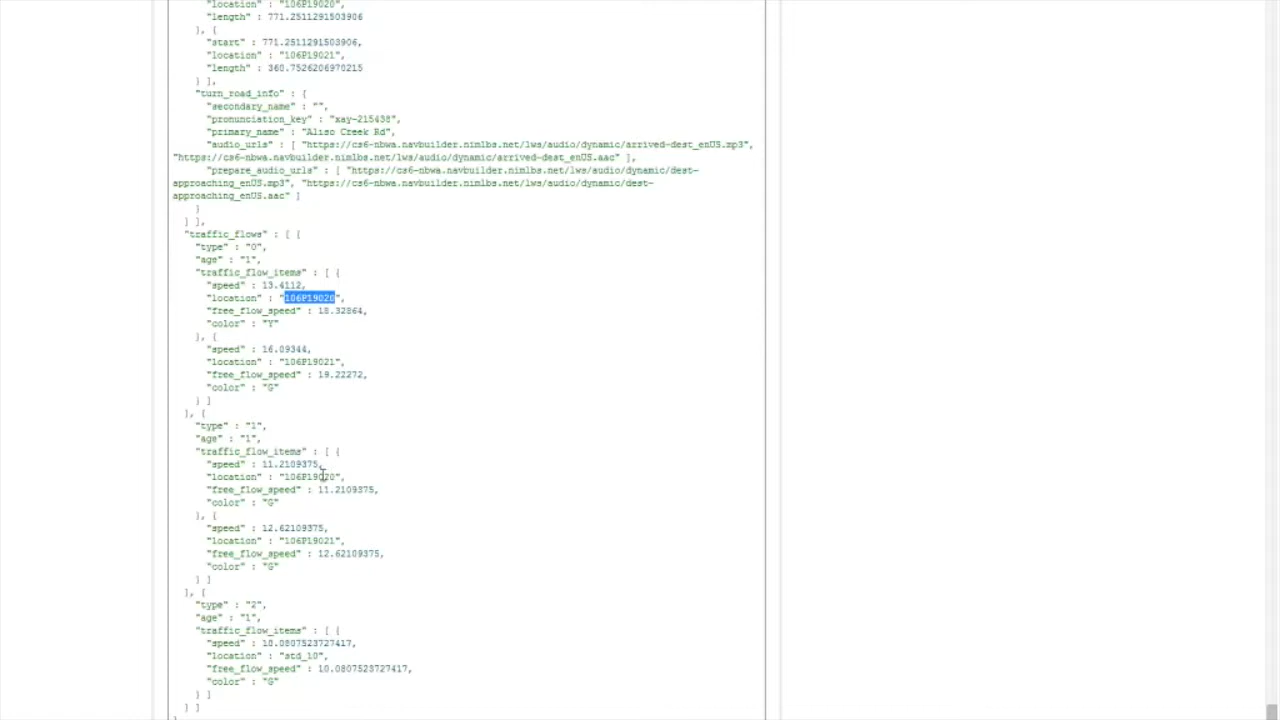 "location" : "106P19020",
"length" : 771.2511291503906
}, {
"start" : 771.2511291503906,
"location" : "106P19021",
"length" : 360.7526206970215
} ],
"turn_road_info" : {
"secondary_name" : "",
"pronunciation_key" : "xay-215438",
"primary_name" : "Aliso Creek Rd",
"audio_urls" : [ "https://cs6-nbwa.navbuilder.nimlbs.net/lws/audio/dynamic/arrived-dest_enUS.mp3",
"https://cs6-nbwa.navbuilder.nimlbs.net/lws/audio/dynamic/arrived-dest_enUS.aac" ],
"prepare_audio_urls" : [ "https://cs6-nbwa.navbuilder.nimlbs.net/lws/audio/dynamic/dest-
approaching_enUS.mp3", "https://cs6-nbwa.navbuilder.nimlbs.net/lws/audio/dynamic/dest-
approaching_enUS.aac" ]
}
} ],
"traffic_flows" : [ {
"type" : "0",
"age" : "1",
"traffic_flow_items" : [ {
"speed" : 13.4112,
"location" : "106P19020",
"free_flow_speed" : 18.32864,
"color" : "Y"
}, {
"speed" : 16.09344,
"location" : "106P19021",
"free_flow_speed" : 19.22272,
"color" : "G"
} ]
}, {
"type" : "1",
"age" : "1",
"traffic_flow_items" : [ {
"speed" : 11.2109375,
"location" : "106P19020",
"free_flow_speed" : 11.2109375,
"color" : "G"
}, {
"speed" : 12.62109375,
"location" : "106P19021",
"free_flow_speed" : 12.62109375,
"color" : "G"
} ]
}, {
"type" : "2",
"age" : "1",
"traffic_flow_items" : [ {
"speed" : 10.0807523727417,
"location" : "std_10",
"free_flow_speed" : 10.0807523727417,
"color" : "G"
} ]
} ]